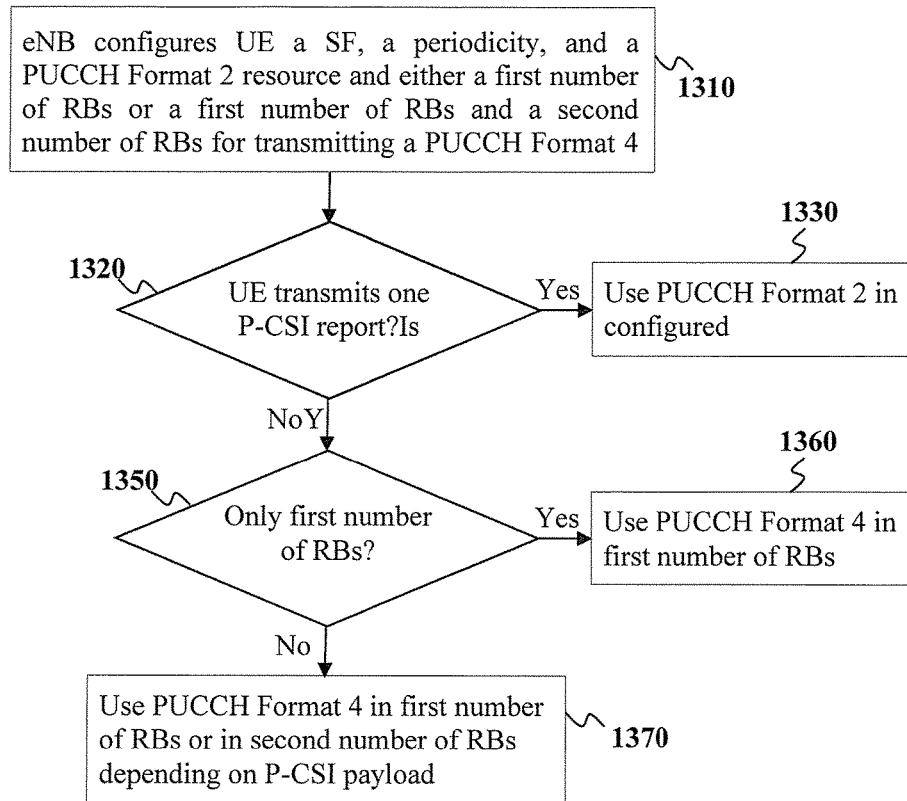 eNB configures UE a SF, a periodicity, and a
PUCCH Format 2 resource and either a first number
of RBs or a first number of RBs and a second
number of RBs for transmitting a PUCCH Format 4
1310
1320
UE transmits one
P-CSI report?Is
Yes
1330
Use PUCCH Format 2 in
configured
NoY
1350
Only first number
of RBs?
Yes
1360
Use PUCCH Format 4 in
first number of RBs
No
Use PUCCH Format 4 in first number
of RBs or in second number of RBs
depending on P-CSI payload
1370